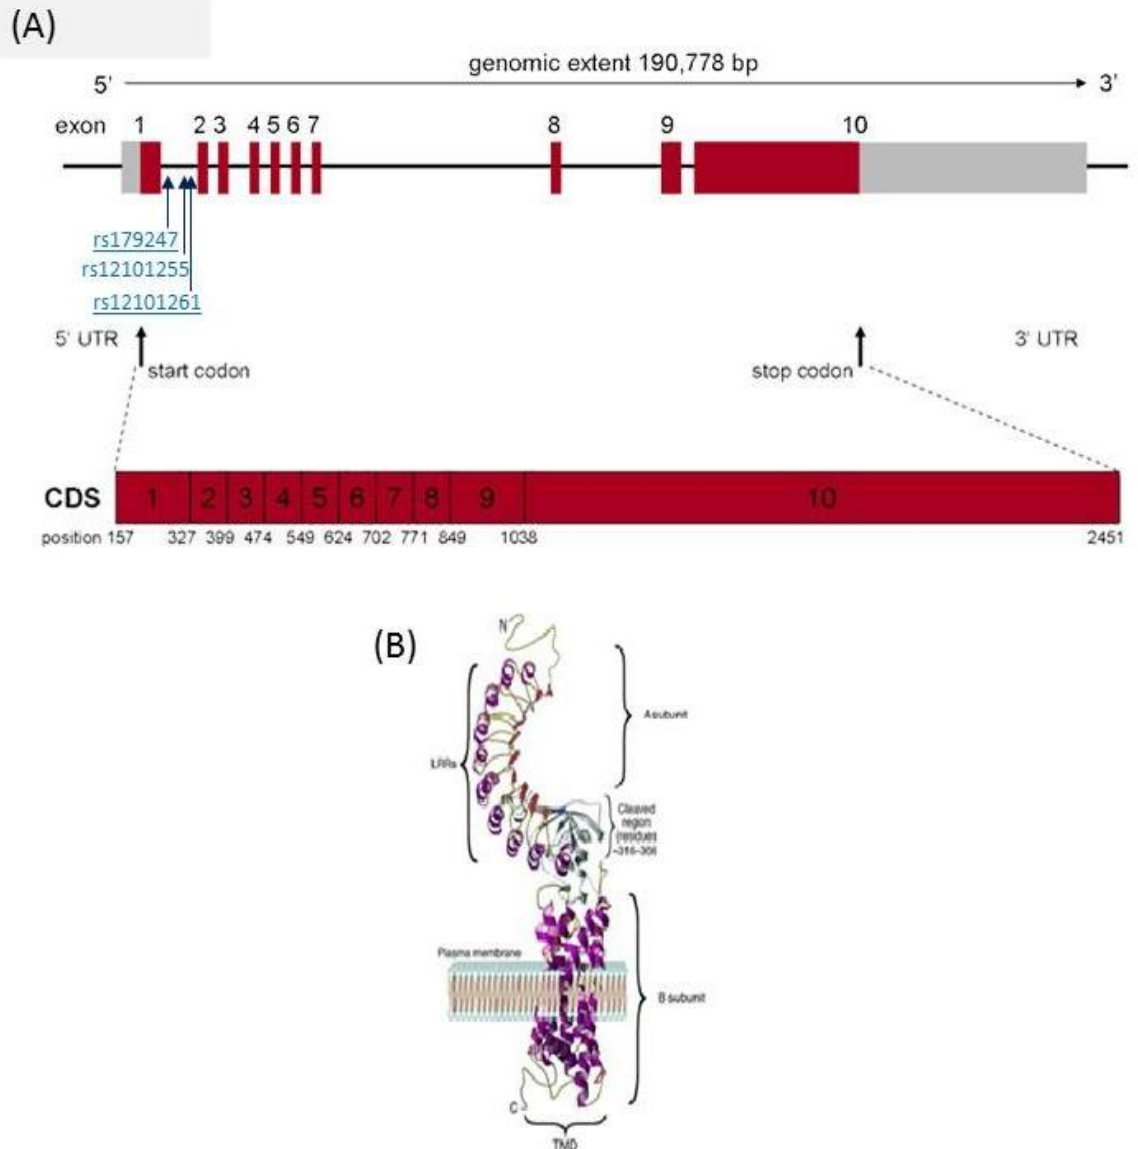 (A)
genomic extent 190,778 bp
5' 3'
exon 1 2 3 4 5 6 7 8 9 10
rs179247
rs12101255
rs12101261
5' UTR 3' UTR
start codon stop codon
CDS 1 2 3 4 5 6 7 8 9 10
position 157 327 399 474 549 624 702 771 849 1038 2451
(B)
N
A subunit
LRRs
Cleaved
region
(residues
Plasma membrane
B subunit
C
TMD